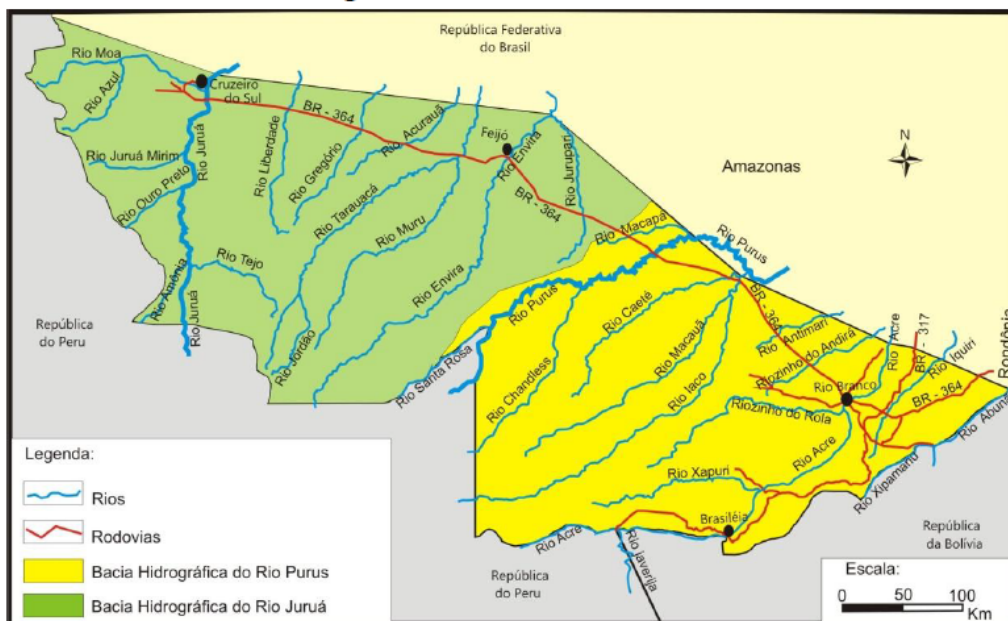 República Federativa
do Brasil
Rio Moa
Rio Azul
Cruzeiro
do Sul
BR - 364
Rio Acurauã
Feijó
Rio Envira
Rio Liberdade
Rio Gregório
Rio Juruá Mirim
Rio Juruá
Rio Ouro Preto
Rio Tarauacá
Rio Jurupari
Amazonas
N
BR - 364
Rio Muru
Rio Macapá
Rio Purus
Rio Tejo
Rio Envira
Rio Amônia
Rio Juruá
República
do Peru
Rio Jordão
Rio Purus
Rio Santa Rosa
Rio Caeté
BR - 364
Rio Macauã
Rio Chandless
Rio Iaco
Rio Antimari
Riozinho do Andirá
Rio Acre
BR - 317
Rio Iquiri
Rondônia
Rio Branco
BR - 364
Riozinho do Rola
Rio Abunã
Rio Acre
Rio Xapuri
Rio Xipamanu
Brasiléia
Rio Acre
Rio Javerija
República
do Peru
República
da Bolívia
Legenda:
Rios
Rodovias
Bacia Hidrográfica do Rio Purus
Bacia Hidrográfica do Rio Juruá
Escala:
0 50 100
Km